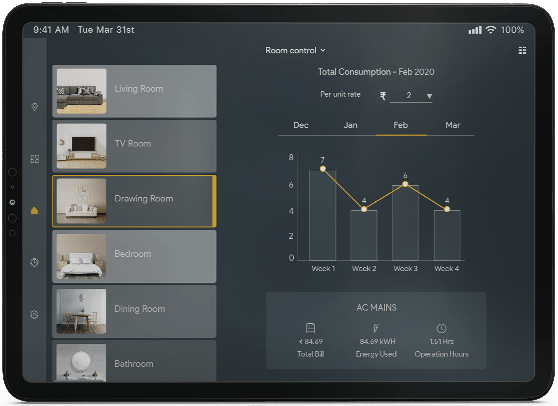 9:41 AM Tue Mar 31st 100%
Room control
Living Room
TV Room
Drawing Room
Bedroom
Dining Room
Bathroom
Total Consumption - Feb 2020
Per unit rate ₹ 2
Dec Jan Feb Mar
8
6
4
2
0
7
4
6
4
Week 1 Week 2 Week 3 Week 4
AC MAINS
₹ 84.69 84.69 kWH 1.51 Hrs
Total Bill Energy Used Operation Hours